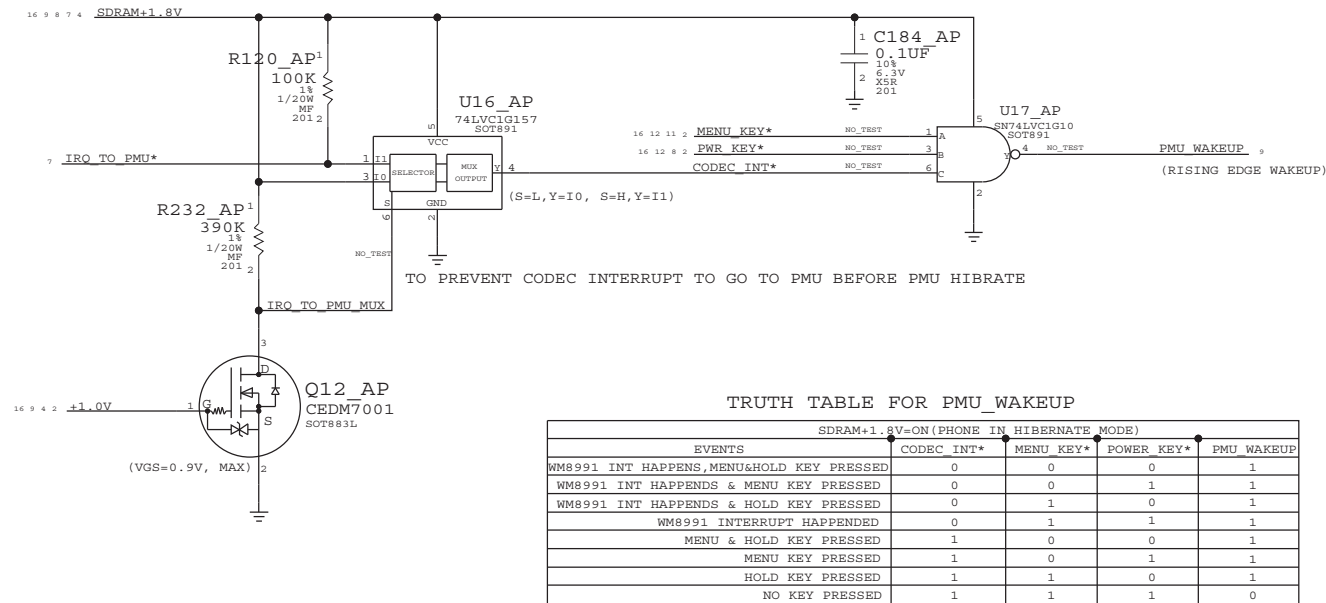 16 9 8 7 4 SDRAM+1.8V
R120_AP 1
100K
1%
1/20W
MF
201 2
1 C184_AP
0.1UF
10%
6.3V
2 X5R
201
U16_AP
74LVC1G157
SOT891
5
VCC
7 IRQ_TO_PMU*
1 I1
3 I0
SELECTOR
MUX
OUTPUT
Y 4
S
GND
6
2
(S=L,Y=I0, S=H,Y=I1)
16 12 11 2 MENU_KEY* NO_TEST 1 A
16 12 8 2 PWR_KEY* NO_TEST 3 B
CODEC_INT* NO_TEST 6 C
U17_AP
SN74LVC1G10
SOT891
5
Y 4 NO_TEST PMU_WAKEUP 9
(RISING EDGE WAKEUP)
2
R232_AP 1
390K
1%
1/20W
MF
201 2
NO_TEST
TO PREVENT CODEC INTERRUPT TO GO TO PMU BEFORE PMU HIBRATE
IRQ_TO_PMU_MUX
3
D
Q12_AP
CEDM7001
SOT883L
16 9 4 2 +1.0V 1 G
S
(VGS=0.9V, MAX) 2
TRUTH TABLE FOR PMU_WAKEUP
SDRAM+1.8V=ON(PHONE IN HIBERNATE MODE)
EVENTS CODEC_INT* MENU_KEY* POWER_KEY* PMU_WAKEUP
WM8991 INT HAPPENS,MENU&HOLD KEY PRESSED 0 0 0 1
WM8991 INT HAPPENDS & MENU KEY PRESSED 0 0 1 1
WM8991 INT HAPPENDS & HOLD KEY PRESSED 0 1 0 1
WM8991 INTERRUPT HAPPENDED 0 1 1 1
MENU & HOLD KEY PRESSED 1 0 0 1
MENU KEY PRESSED 1 0 1 1
HOLD KEY PRESSED 1 1 0 1
NO KEY PRESSED 1 1 1 0